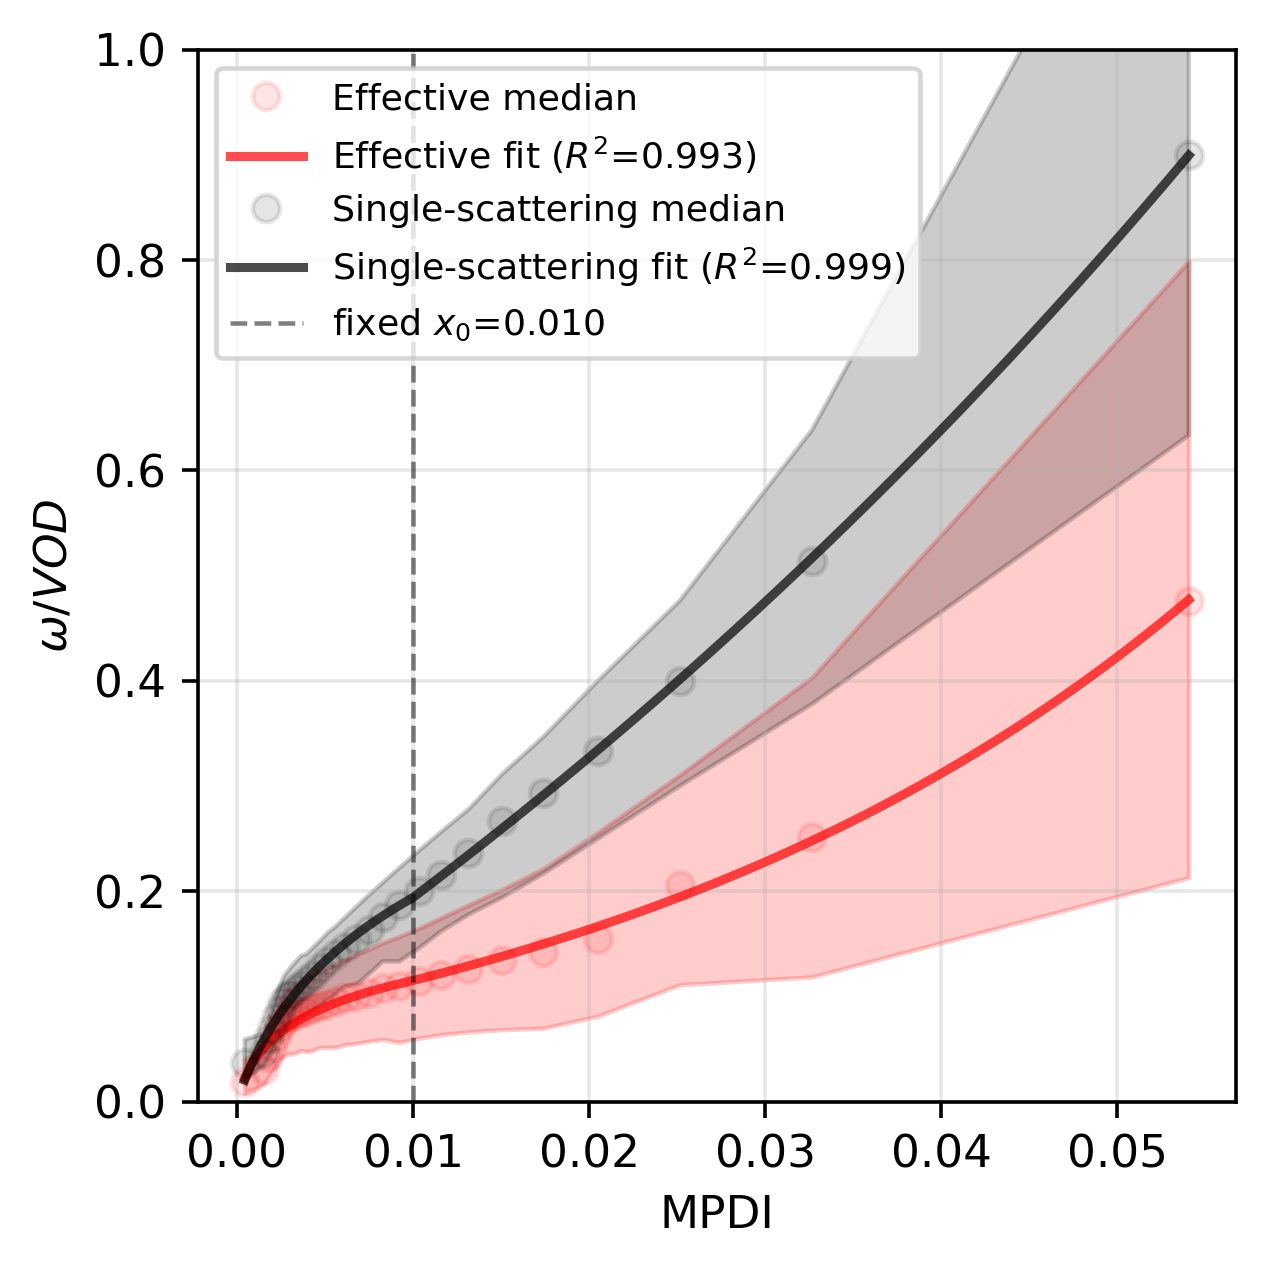 1.0
0.8
0.6
0.4
0.2
0.0
ω/VOD
Effective median
Effective fit (R²=0.993)
Single-scattering median
Single-scattering fit (R²=0.999)
fixed x₀=0.010
0.00 0.01 0.02 0.03 0.04 0.05
MPDI